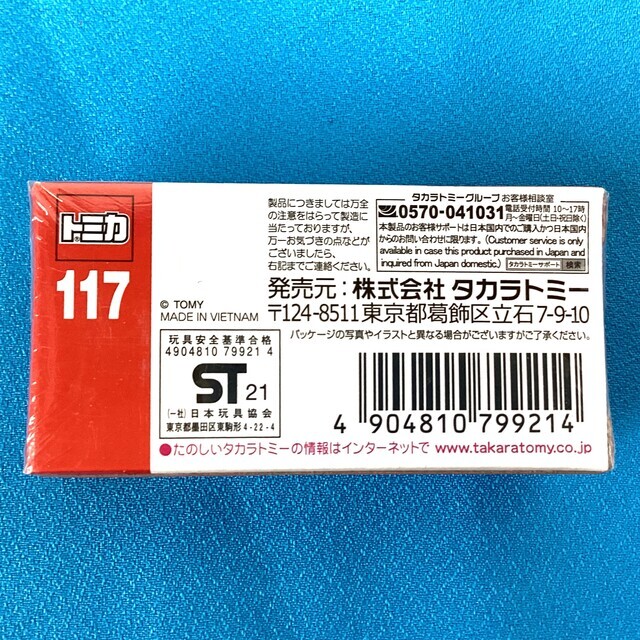 トミカ
117
© TOMY
MADE IN VIETNAM
製品につきましては万全
の注意をはらって製造に
当たっておりますが、
万一お気づきの点などが
ございましたら、
右記までご連絡ください。
タカラトミーグループお客様相談室
0570-041031
電話受付時間 10〜17時
月〜金曜日(土日・祝日除く)
本製品のお客様サポートは日本国内でのご購入かつ日本国内
からのお問い合わせに限ります。(Customer service is only
available in case this product purchased in Japan and
inquired from Japan domestic.) タカラトミーサポート 検索
発売元:株式会社 タカラトミー
〒124-8511東京都葛飾区立石7-9-10
パッケージの写真やイラストと異なる場合がございますがご了承ください。
玩具安全基準合格
4904810 79921 4
ST 21
(一社)日本玩具協会
東京都墨田区東駒形4-22-4
4 904810 799214
●たのしいタカラトミーの情報はインターネットで www.takaratomy.co.jp